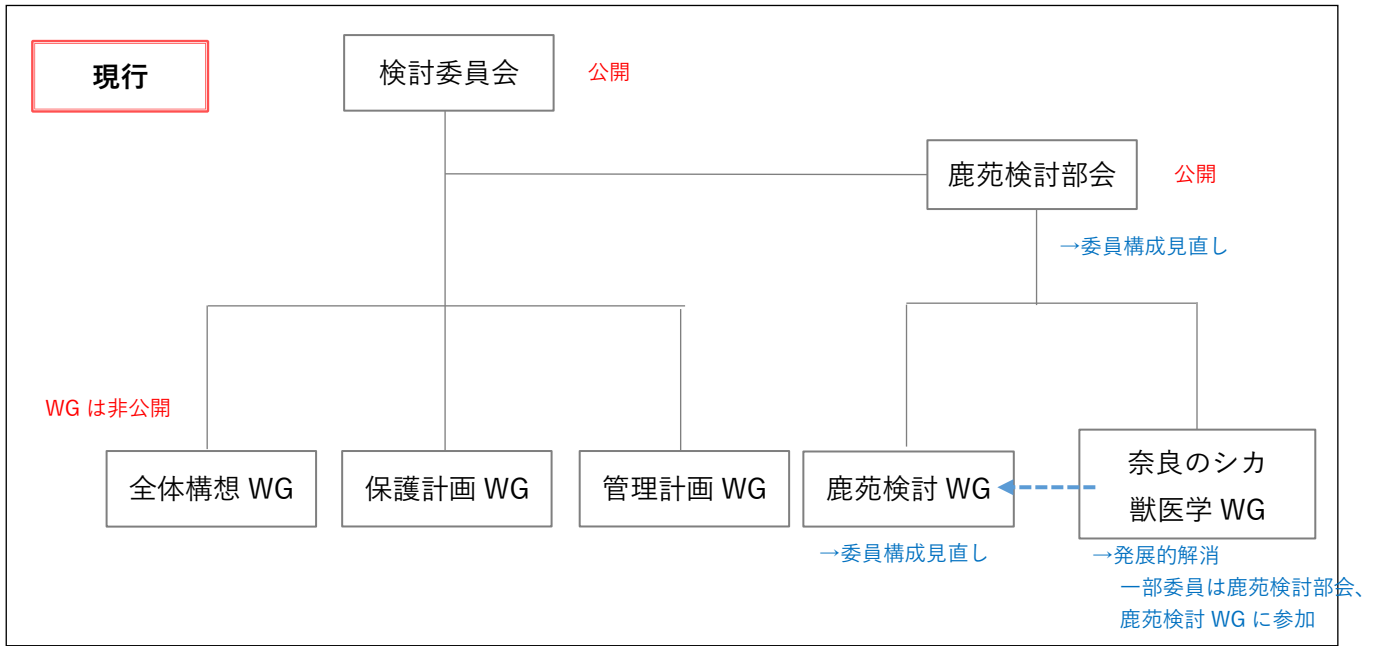 現行
検討委員会
公開
鹿苑検討部会
公開
→委員構成見直し
WG は非公開
全体構想 WG
保護計画 WG
管理計画 WG
鹿苑検討 WG
奈良のシカ
獣医学 WG
→委員構成見直し
→発展的解消
一部委員は鹿苑検討部会、
鹿苑検討 WG に参加